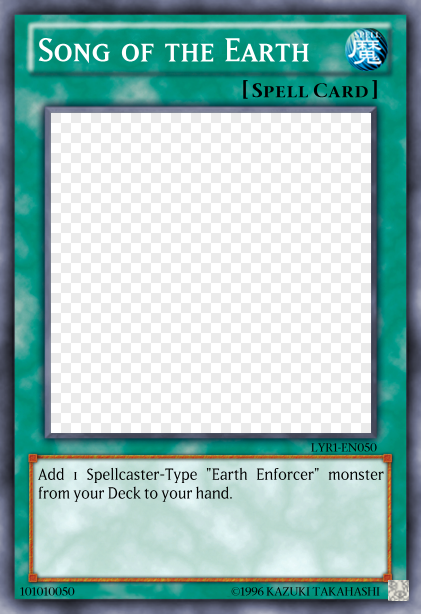 SONG OF THE EARTH
SPELL
魔
[SPELL CARD]
LYR1-EN050
Add 1 Spellcaster-Type "Earth Enforcer" monster
from your Deck to your hand.
101010050
©1996 KAZUKI TAKAHASHI